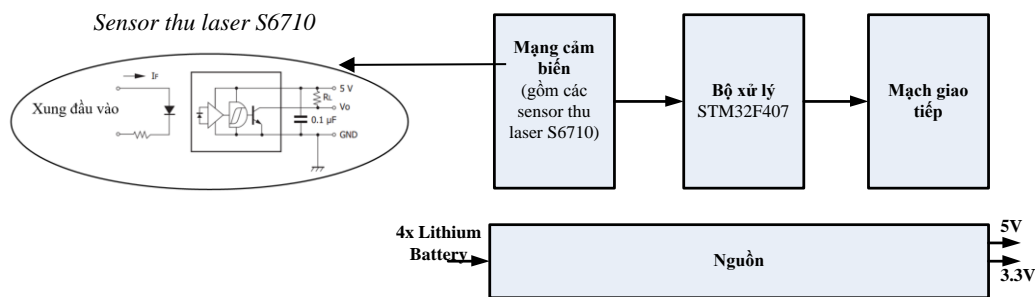 Sensor thu laser S6710
IF
Xung đầu vào
5 V
RL
Vo
0.1 µF
GND
Mạng cảm
biến
(gồm các
sensor thu
laser S6710)
Bộ xử lý
STM32F407
Mạch giao
tiếp
4x Lithium
Battery
Nguồn
5V
3.3V